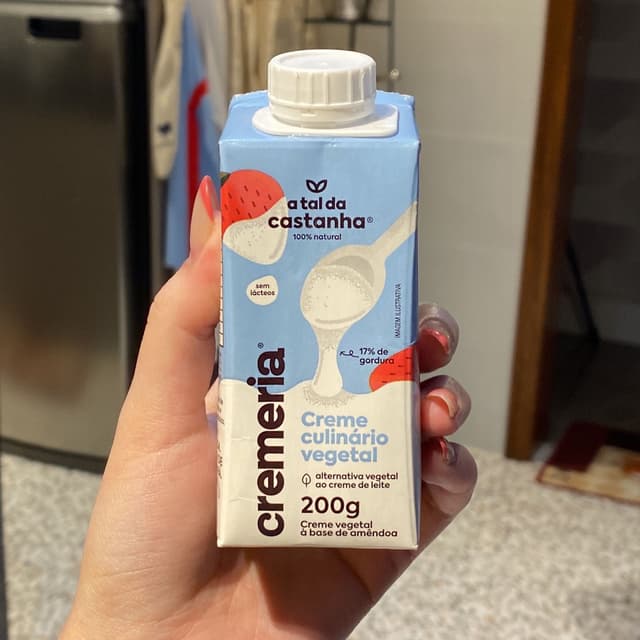 a tal da
castanha®
100% natural
sem
lácteos
IMAGEM ILUSTRATIVA
17% de
gordura
cremeria®
Creme
culinário
vegetal
alternativa vegetal
ao creme de leite
200g
Creme vegetal
à base de amêndoa